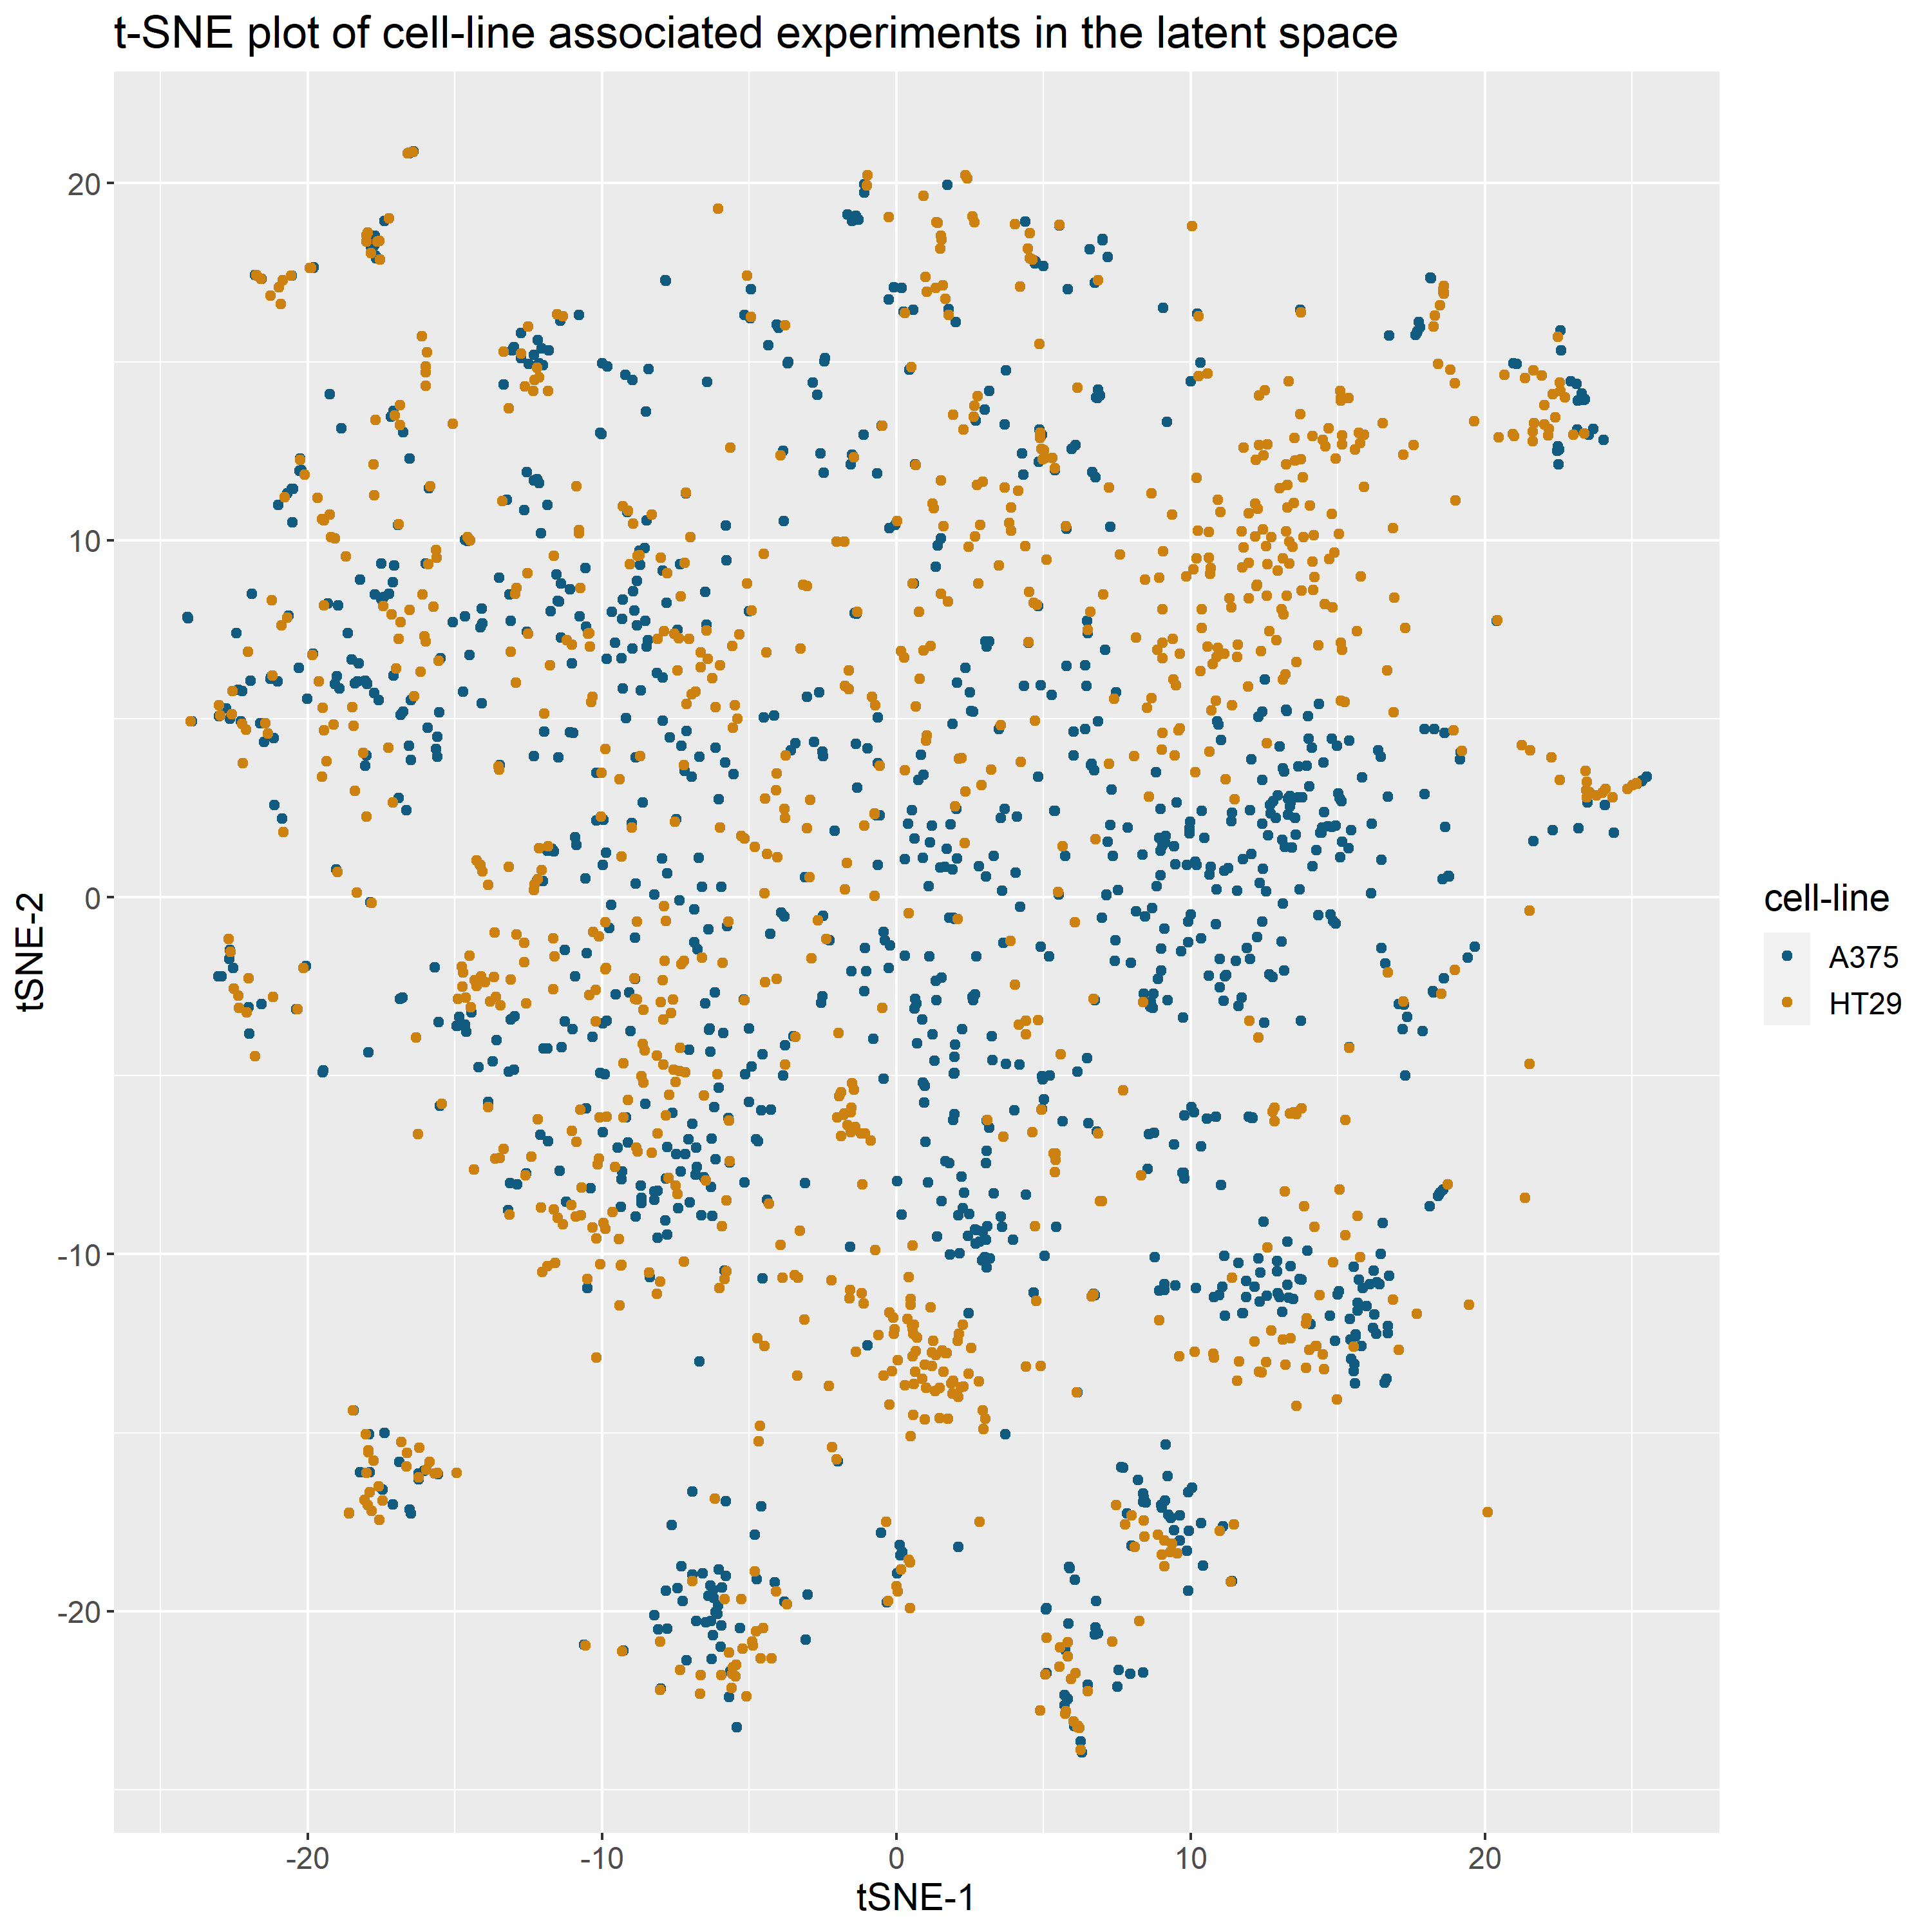 t-SNE plot of cell-line associated experiments in the latent space
20
10
0
-10
-20
tSNE-2
-20
-10
0
10
20
tSNE-1
cell-line
A375
HT29